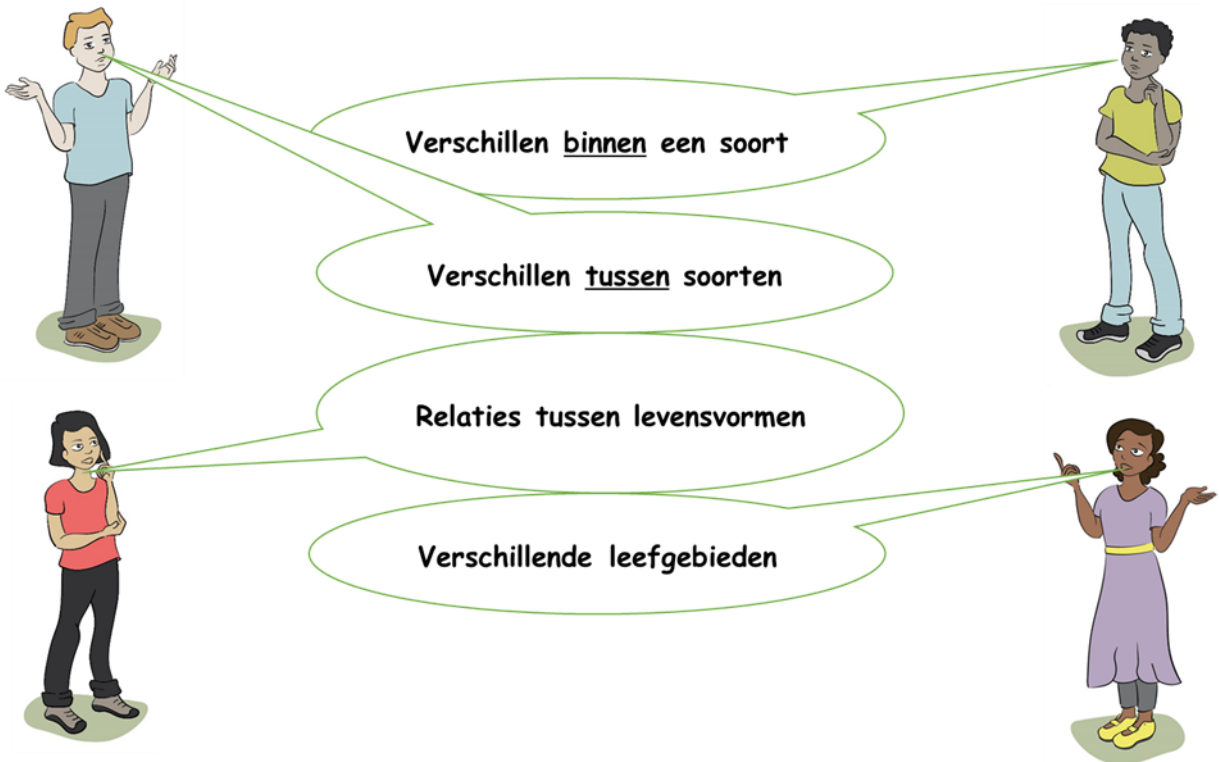 Verschillen binnen een soort
Verschillen tussen soorten
Relaties tussen levensvormen
Verschillende leefgebieden